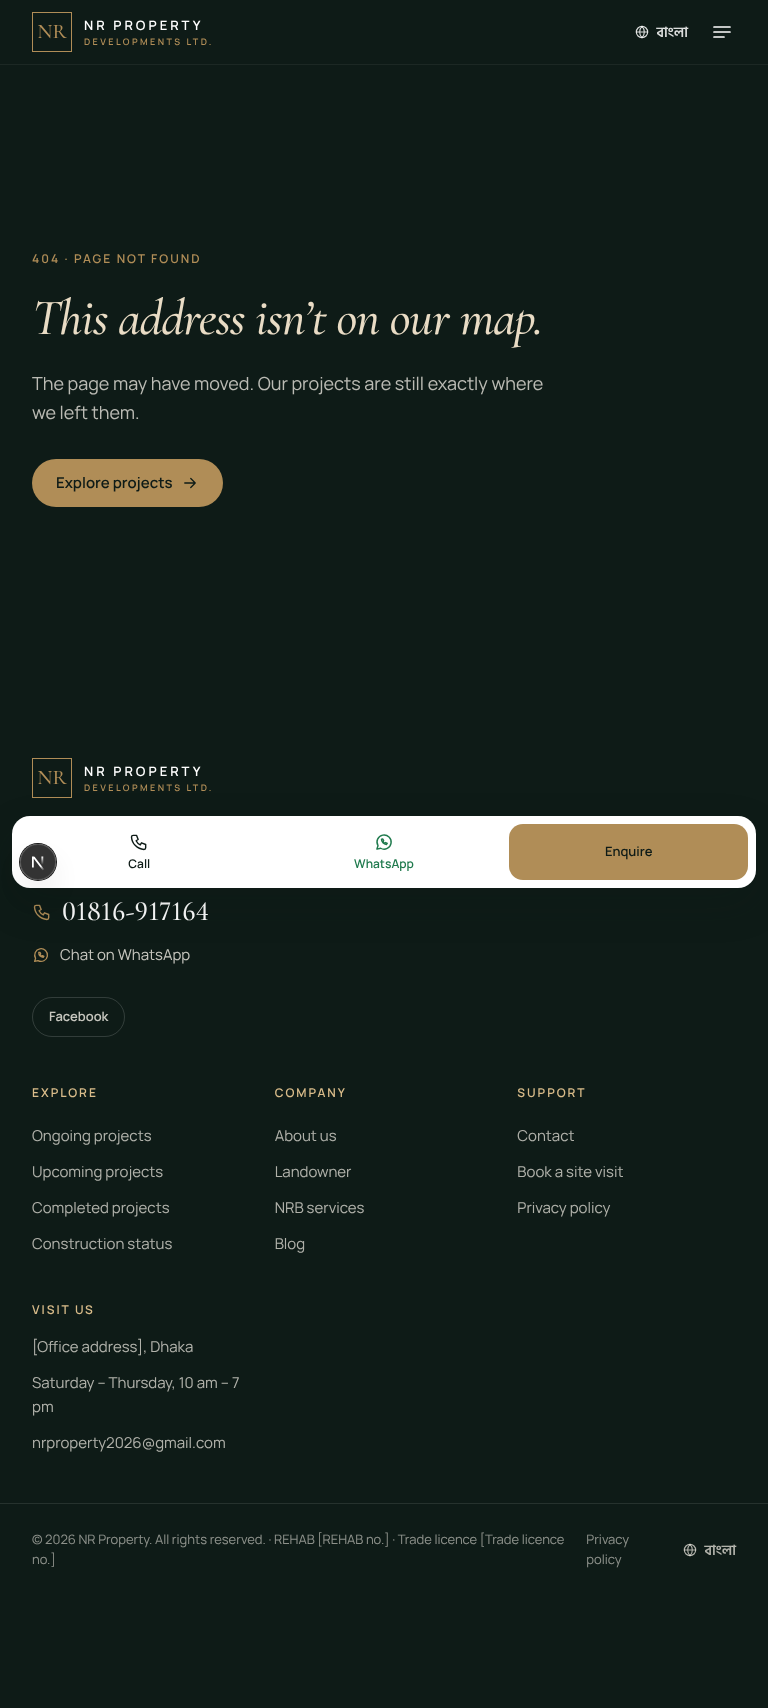 NR
NR PROPERTY
DEVELOPMENTS LTD.
বাংলা
404 · PAGE NOT FOUND
This address isn’t on our map.
The page may have moved. Our projects are still exactly where
we left them.
Explore projects →
NR
NR PROPERTY
DEVELOPMENTS LTD.
N
Call
WhatsApp
Enquire
01816-917164
Chat on WhatsApp
Facebook
EXPLORE
Ongoing projects
Upcoming projects
Completed projects
Construction status
COMPANY
About us
Landowner
NRB services
Blog
SUPPORT
Contact
Book a site visit
Privacy policy
VISIT US
[Office address], Dhaka
Saturday – Thursday, 10 am – 7
pm
nrproperty2026@gmail.com
© 2026 NR Property. All rights reserved. · REHAB [REHAB no.] · Trade licence [Trade licence
no.]
Privacy
policy
বাংলা